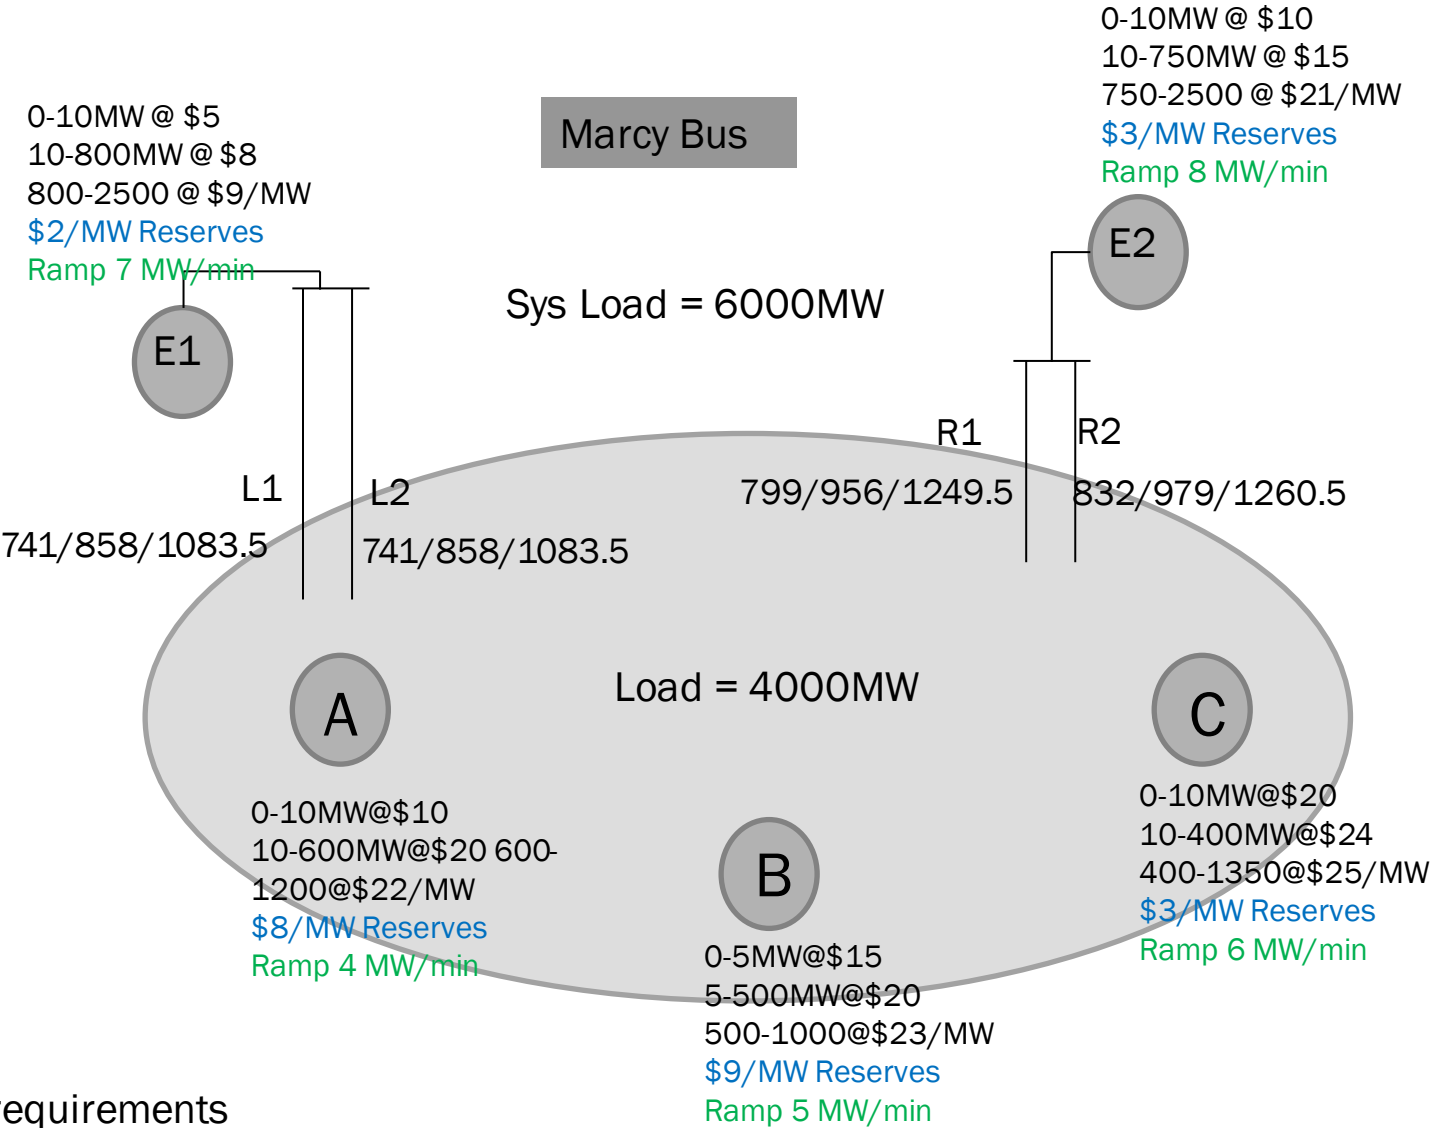 0-10MW @ $10
10-750MW @ $15
750-2500 @ $21/MW
$3/MW Reserves
Ramp 8 MW/min
0-10MW @ $5
10-800MW @ $8
800-2500 @ $9/MW
$2/MW Reserves
Ramp 7 MW/min
Marcy Bus
E2
Sys Load = 6000MW
E1
R1
R2
L1
L2
799/956/1249.5
832/979/1260.5
741/858/1083.5
741/858/1083.5
Load = 4000MW
A
C
B
0-10MW@$10
10-600MW@$20 600-
1200@$22/MW
$8/MW Reserves
Ramp 4 MW/min
0-10MW@$20
10-400MW@$24
400-1350@$25/MW
$3/MW Reserves
Ramp 6 MW/min
0-5MW@$15
5-500MW@$20
500-1000@$23/MW
$9/MW Reserves
Ramp 5 MW/min
equirements